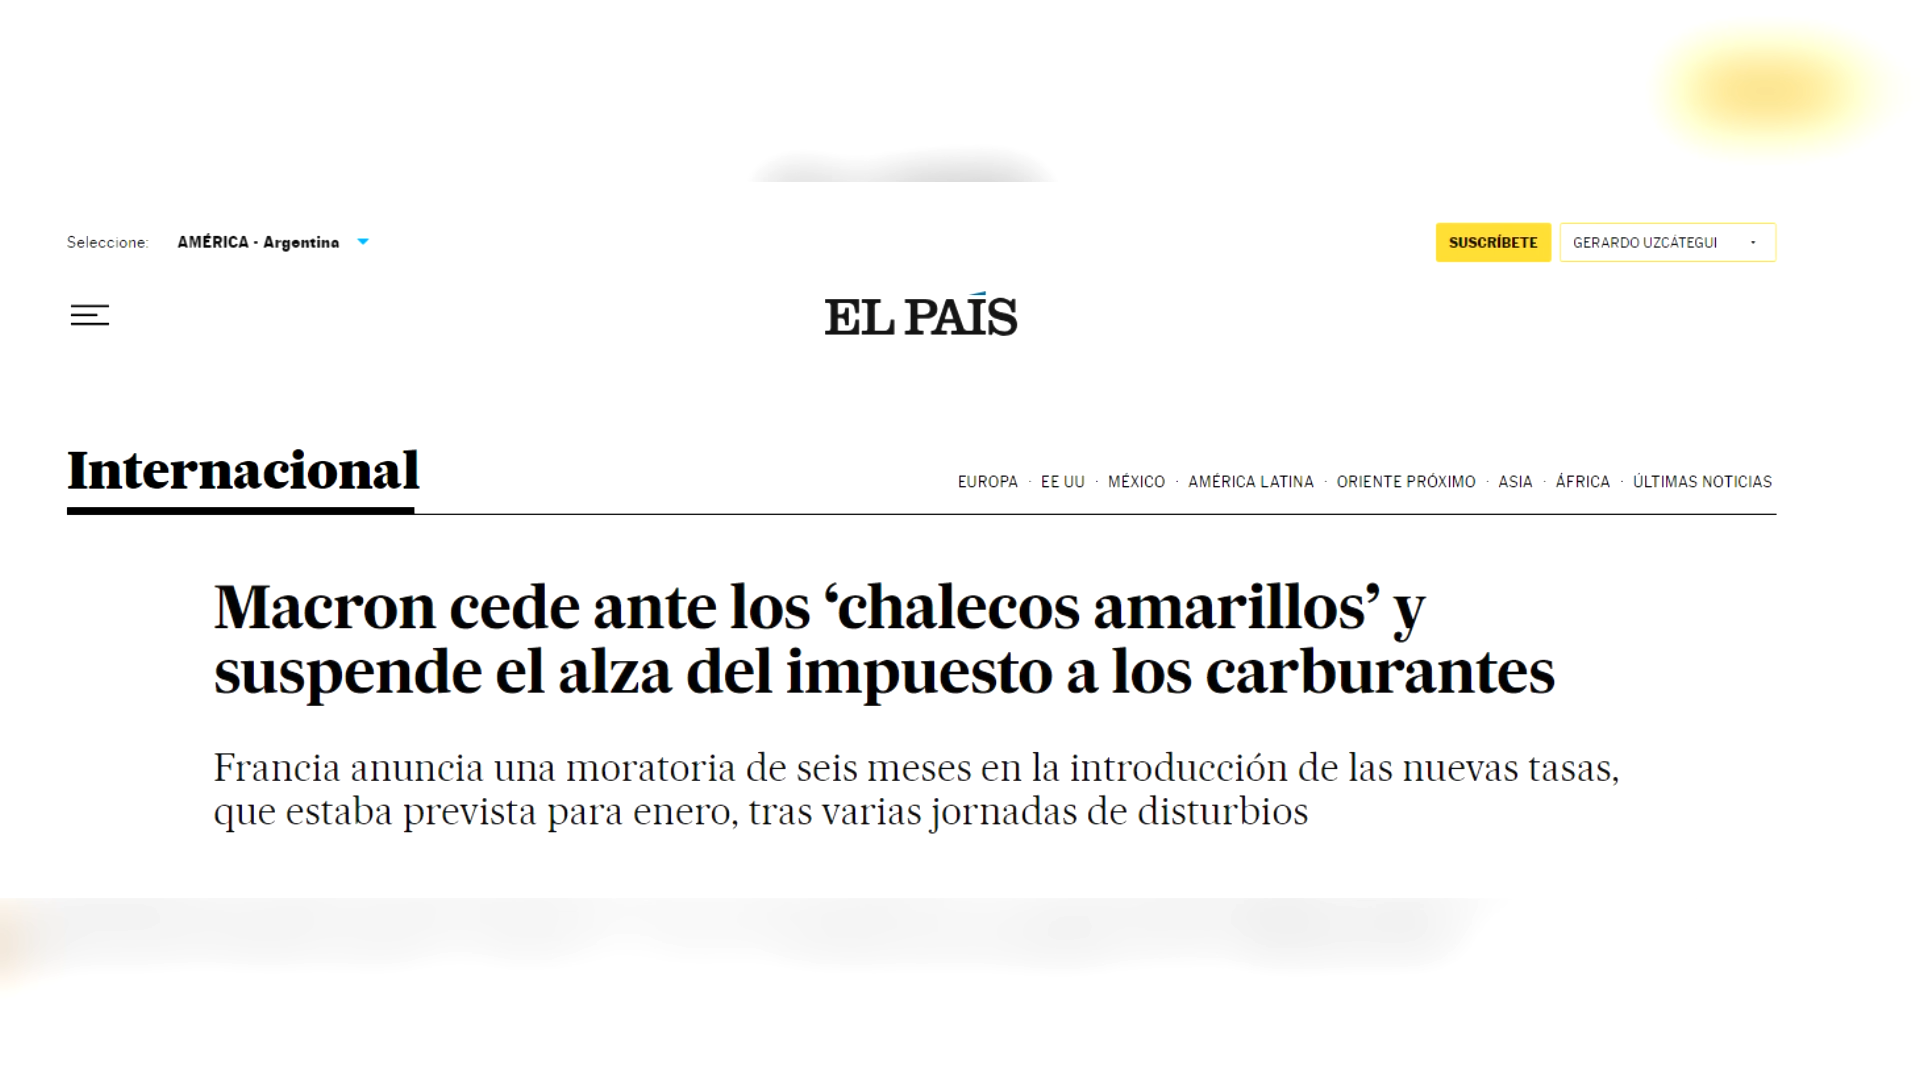 Seleccione: AMÉRICA - Argentina SUSCRÍBETE GERARDO UZCÁTEGUI
EL PAÍS
Internacional EUROPA · EE UU · MÉXICO · AMÉRICA LATINA · ORIENTE PRÓXIMO · ASIA · ÁFRICA · ÚLTIMAS NOTICIAS
Macron cede ante los ‘chalecos amarillos’ y
suspende el alza del impuesto a los carburantes
Francia anuncia una moratoria de seis meses en la introducción de las nuevas tasas,
que estaba prevista para enero, tras varias jornadas de disturbios